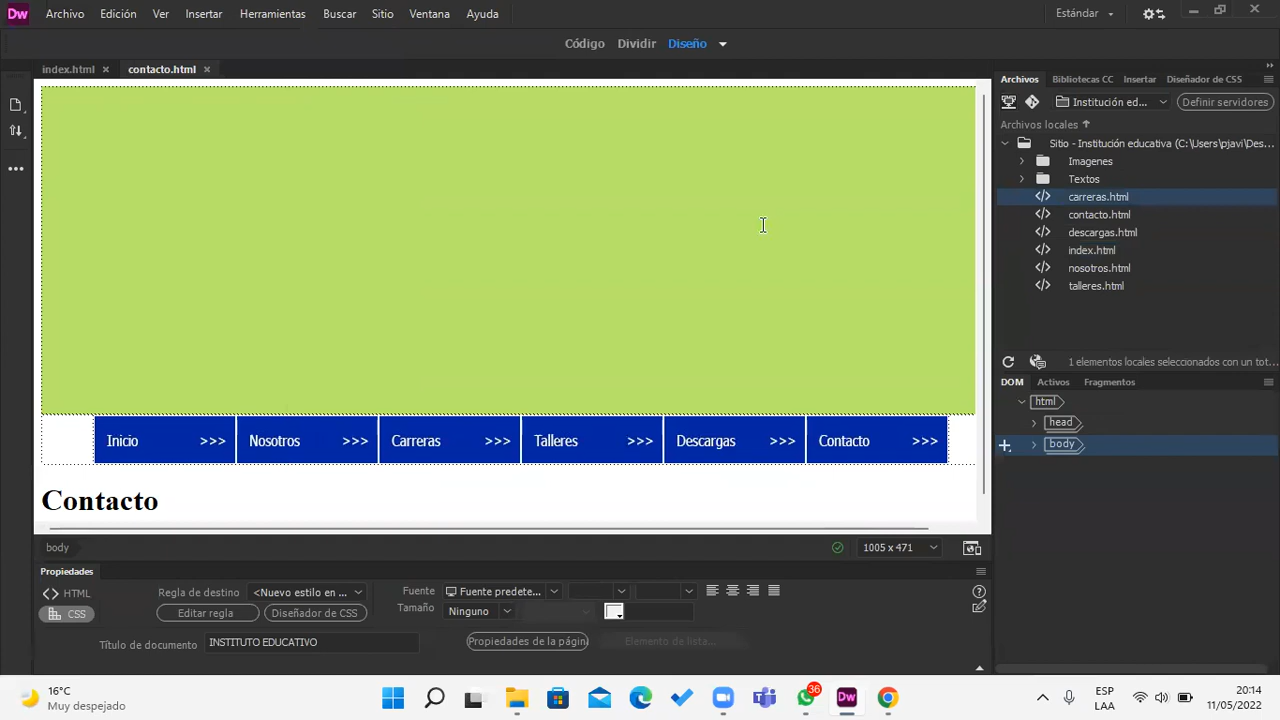 Dw Archivo Edición Ver Insertar Herramientas Buscar Sitio Ventana Ayuda Estándar
Código Dividir Diseño
index.html × contacto.html ×
Archivos Bibliotecas CC Insertar Diseñador de CSS
Institución ed... Definir servidores
Archivos locales
Sitio - Institución educativa (C:\Users\pjavi\Des...
Imagenes
Textos
carreras.html
contacto.html
descargas.html
index.html
nosotros.html
talleres.html
1 elementos locales seleccionados con un tot...
DOM Activos Fragmentos
html
head
body
Inicio >>> Nosotros >>> Carreras >>> Talleres >>> Descargas >>> Contacto >>>
Contacto
body 1005 x 471
Propiedades
HTML Regla de destino <Nuevo estilo en ... Fuente Fuente predete...
CSS Editar regla Diseñador de CSS Tamaño Ninguno
Título de documento INSTITUTO EDUCATIVO Propiedades de la págin Elemento de lista...
16°C
Muy despejado
36
Dw
ESP
LAA
20:14
11/05/2022